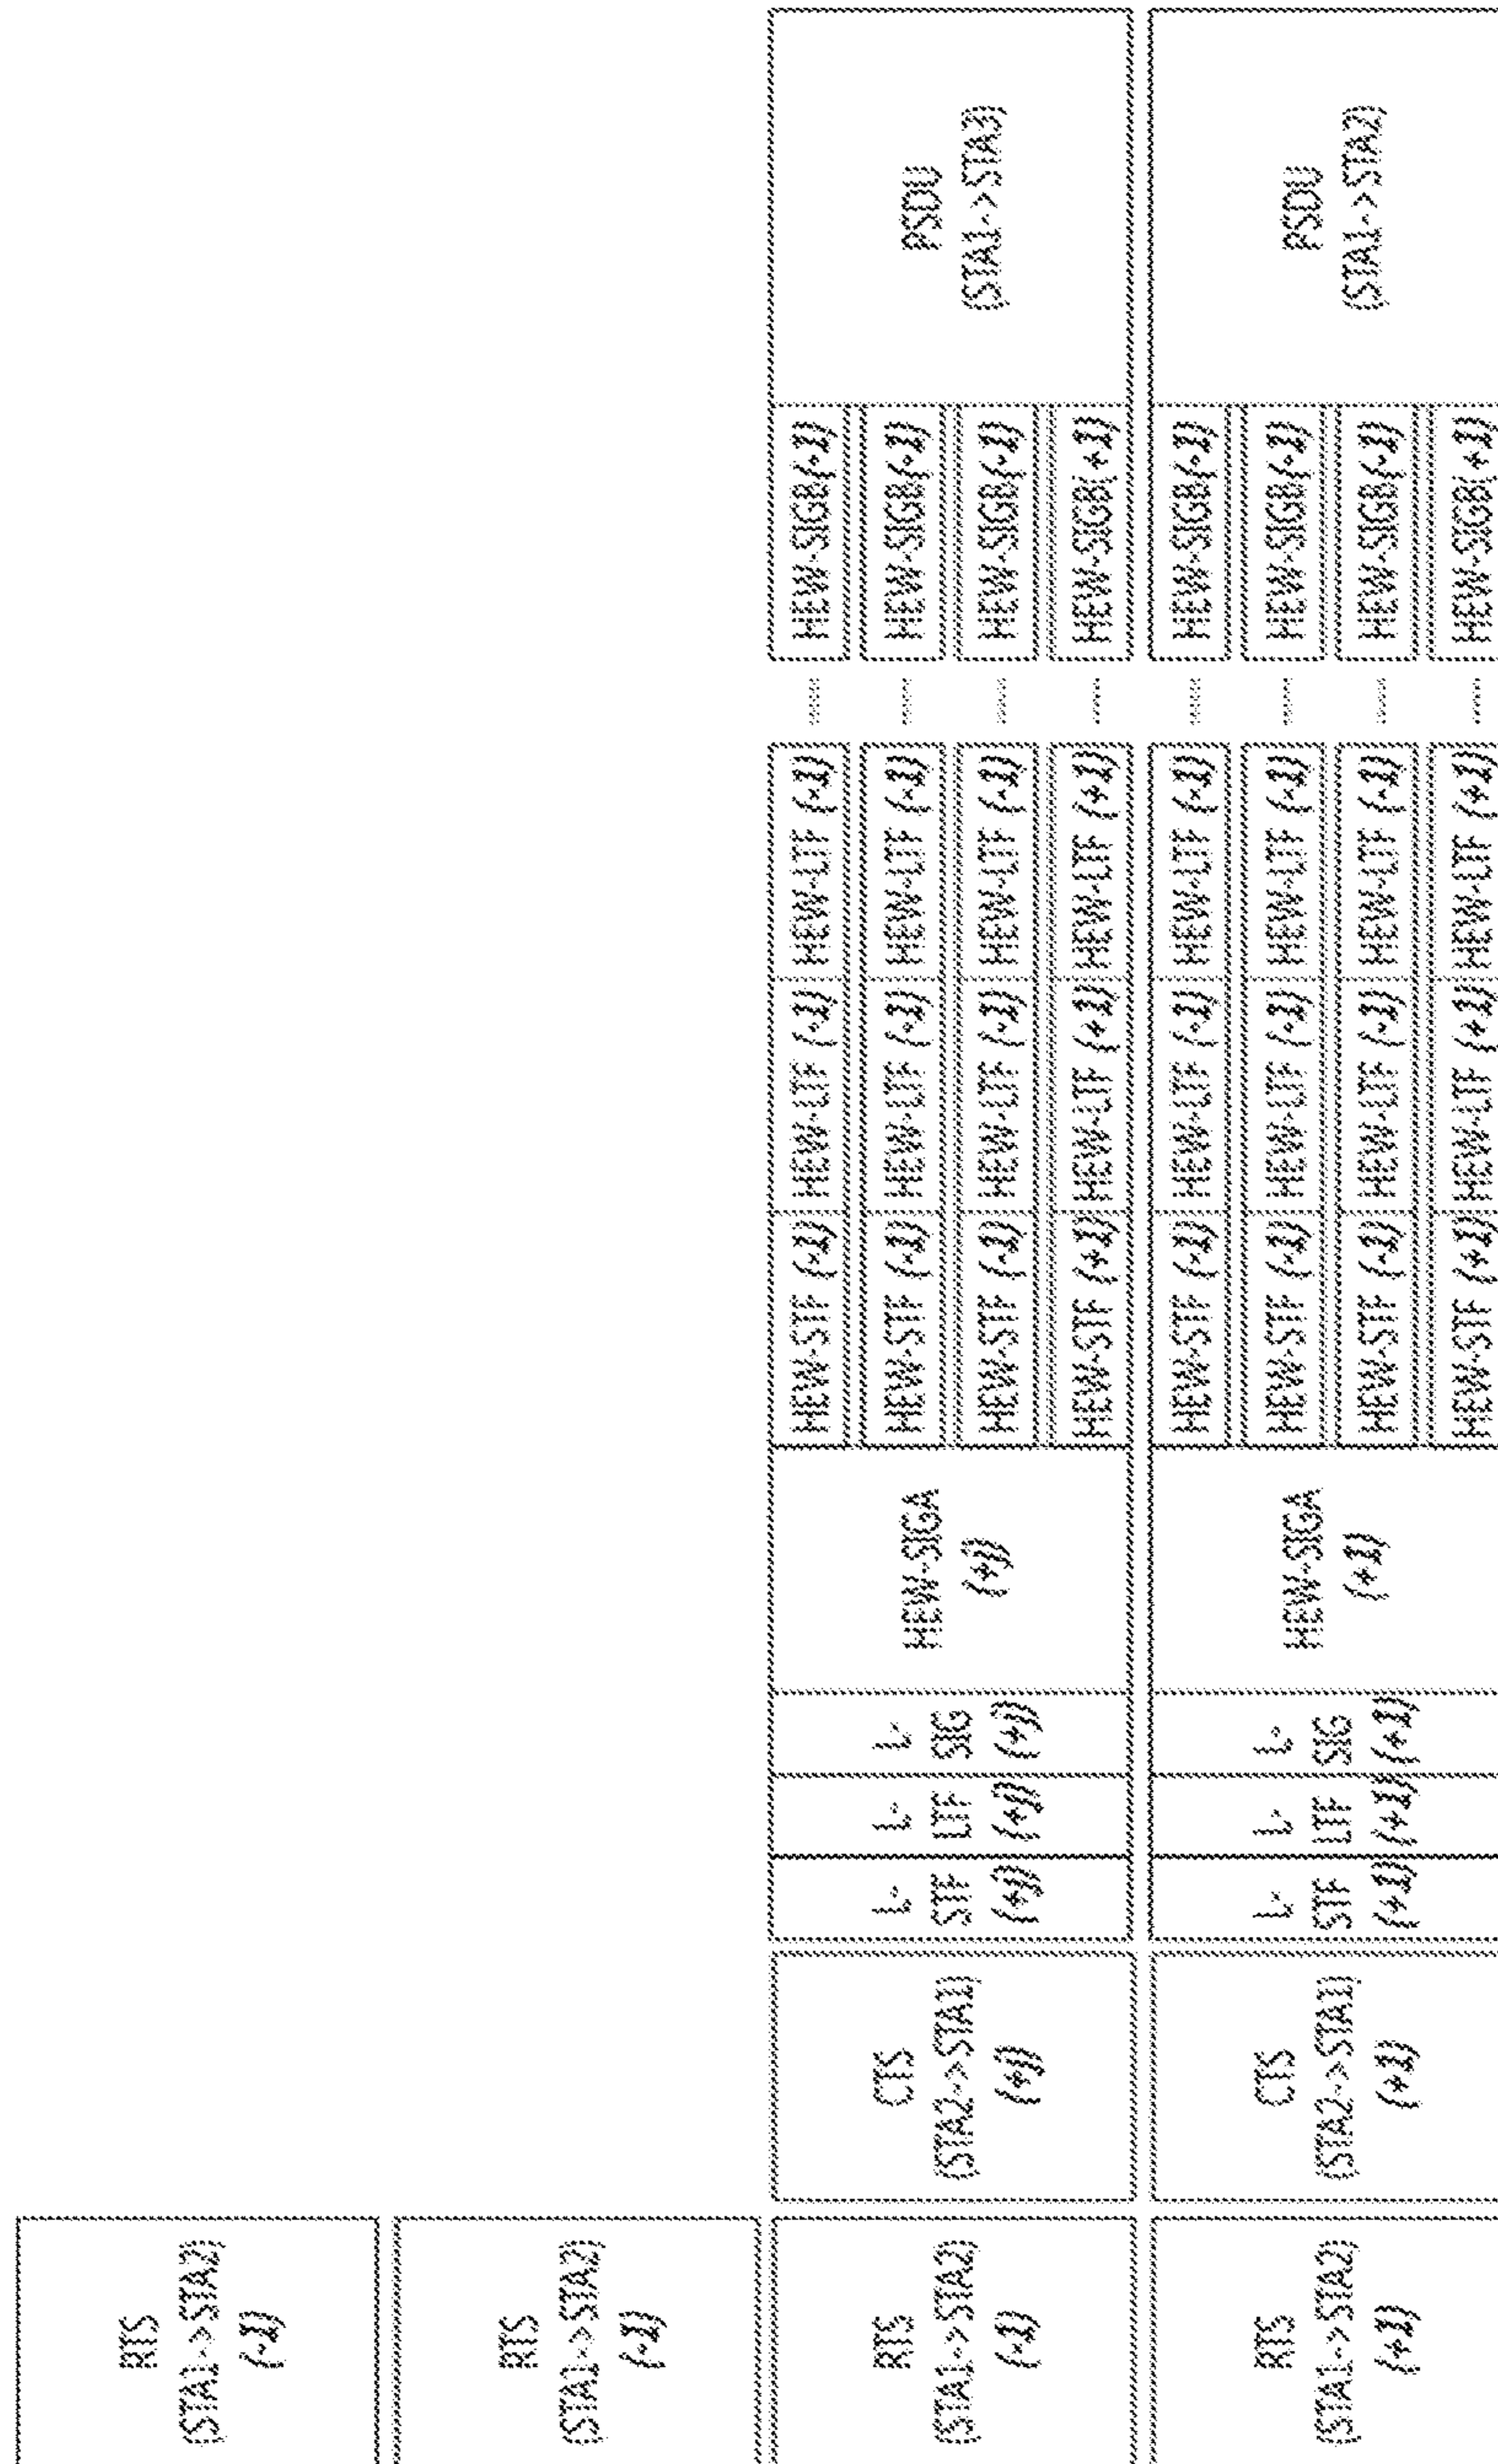 RTS
(STA1->STA2)
(-1)
RTS
(STA1->STA2)
(-1)
RTS
(STA1->STA2)
(-1)
CTS
(STA2->STA1)
(+j)
L-
STF
(+j)
L-
LTF
(+j)
L-
SIG
(+j)
HEW-SIGA
(+j)
HEW-STF (-1) HEW-LTF (-1) HEW-LTF (-1) ----- HEW-SIGB(-1)
HEW-STF (-1) HEW-LTF (-1) HEW-LTF (-1) ----- HEW-SIGB(-1)
HEW-STF (-1) HEW-LTF (-1) HEW-LTF (-1) ----- HEW-SIGB(-1)
HEW-STF (+1) HEW-LTF (+1) HEW-LTF (+1) ----- HEW-SIGB(+1)
PSDU
(STA1->STA3)
RTS
(STA1->STA2)
(+1)
CTS
(STA2->STA1)
(+1)
L-
STF
(+1)
L-
LTF
(+1)
L-
SIG
(+1)
HEW-SIGA
(+1)
HEW-STF (-1) HEW-LTF (-1) HEW-LTF (-1) ----- HEW-SIGB(-1)
HEW-STF (-1) HEW-LTF (-1) HEW-LTF (-1) ----- HEW-SIGB(-1)
HEW-STF (-1) HEW-LTF (-1) HEW-LTF (-1) ----- HEW-SIGB(-1)
HEW-STF (+1) HEW-LTF (+1) HEW-LTF (+1) ----- HEW-SIGB(+1)
PSDU
(STA1->STA2)